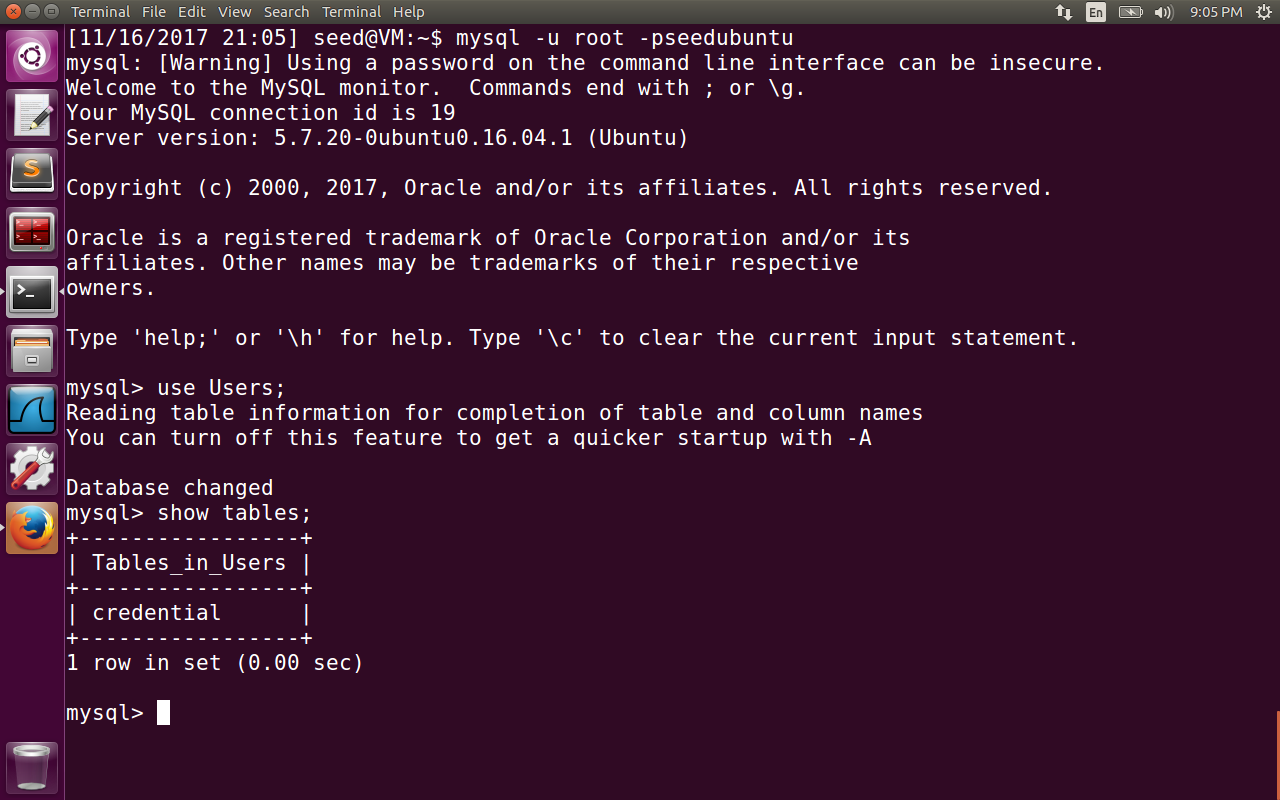 Terminal File Edit View Search Terminal Help En 9:05 PM
[11/16/2017 21:05] seed@VM:~$ mysql -u root -pseedubuntu
mysql: [Warning] Using a password on the command line interface can be insecure.
Welcome to the MySQL monitor.  Commands end with ; or \g.
Your MySQL connection id is 19
Server version: 5.7.20-0ubuntu0.16.04.1 (Ubuntu)
Copyright (c) 2000, 2017, Oracle and/or its affiliates. All rights reserved.
Oracle is a registered trademark of Oracle Corporation and/or its
affiliates. Other names may be trademarks of their respective
owners.
Type 'help;' or '\h' for help. Type '\c' to clear the current input statement.
mysql> use Users;
Reading table information for completion of table and column names
You can turn off this feature to get a quicker startup with -A
Database changed
mysql> show tables;
+-----------------+
| Tables_in_Users |
+-----------------+
| credential      |
+-----------------+
1 row in set (0.00 sec)
mysql>